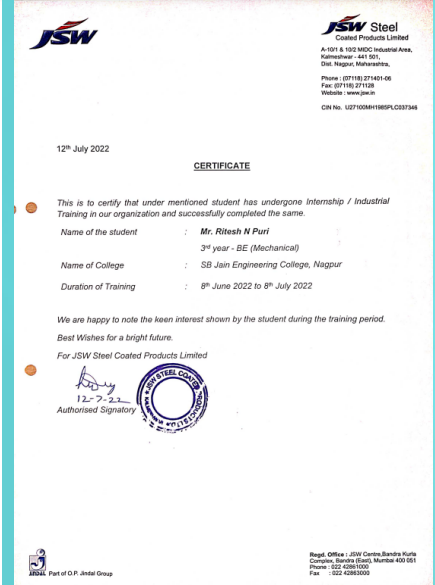 JSW
JSW Steel
Coated Products Limited
A-10/1 & 10/2 MIDC Industrial Area,
Kalmeshwar - 441 501,
Dist. Nagpur, Maharashtra,
Phone : (07118) 271401-06
Fax: (07118) 271128
Website : www.jsw.in
CIN No. U27100MH1985PLC037346
12th July 2022
CERTIFICATE
This is to certify that under mentioned student has undergone Internship / Industrial
Training in our organization and successfully completed the same.
Name of the student : Mr. Ritesh N Puri
3rd year - BE (Mechanical)
Name of College : SB Jain Engineering College, Nagpur
Duration of Training : 8th June 2022 to 8th July 2022
We are happy to note the keen interest shown by the student during the training period.
Best Wishes for a bright future.
For JSW Steel Coated Products Limited
12-7-22
Authorised Signatory
JSW STEEL COATED PRODUCTS
JINDAL Part of O.P. Jindal Group
Regd. Office : JSW Centre,Bandra Kurla
Complex, Bandra (East), Mumbai 400 051
Phone : 022 42861000
Fax : 022 42863000